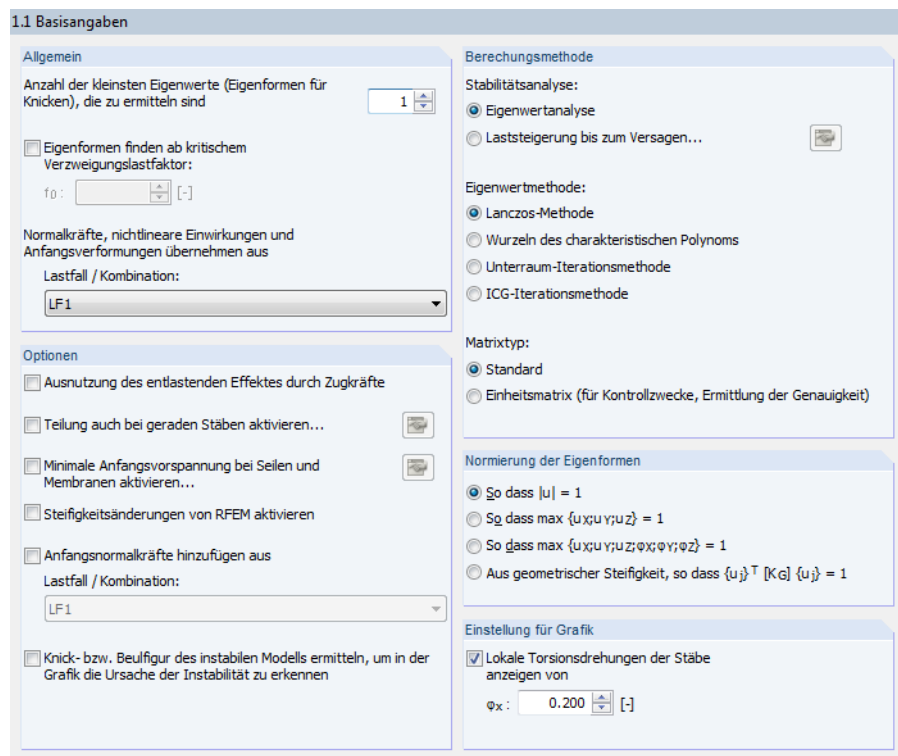 1.1 Basisangaben
Allgemein
Anzahl der kleinsten Eigenwerte (Eigenformen für
Knicken), die zu ermitteln sind
1
Eigenformen finden ab kritischem
Verzweigungslastfaktor:
f0 : [-]
Normalkräfte, nichtlineare Einwirkungen und
Anfangsverformungen übernehmen aus
Lastfall / Kombination:
LF1
Optionen
Ausnutzung des entlastenden Effektes durch Zugkräfte
Teilung auch bei geraden Stäben aktivieren...
Minimale Anfangsvorspannung bei Seilen und
Membranen aktivieren...
Steifigkeitsänderungen von RFEM aktivieren
Anfangsnormalkräfte hinzufügen aus
Lastfall / Kombination:
LF1
Knick- bzw. Beulfigur des instabilen Modells ermitteln, um in der
Grafik die Ursache der Instabilität zu erkennen
Berechungsmethode
Stabilitätsanalyse:
Eigenwertanalyse
Laststeigerung bis zum Versagen...
Eigenwertmethode:
Lanczos-Methode
Wurzeln des charakteristischen Polynoms
Unterraum-Iterationsmethode
ICG-Iterationsmethode
Matrixtyp:
Standard
Einheitsmatrix (für Kontrollzwecke, Ermittlung der Genauigkeit)
Normierung der Eigenformen
So dass |u| = 1
So dass max {uX;uY;uZ} = 1
So dass max {uX;uY;uZ;φX;φY;φZ} = 1
Aus geometrischer Steifigkeit, so dass {uj}T [KG] {uj} = 1
Einstellung für Grafik
Lokale Torsionsdrehungen der Stäbe
anzeigen von
φx : 0.200 [-]